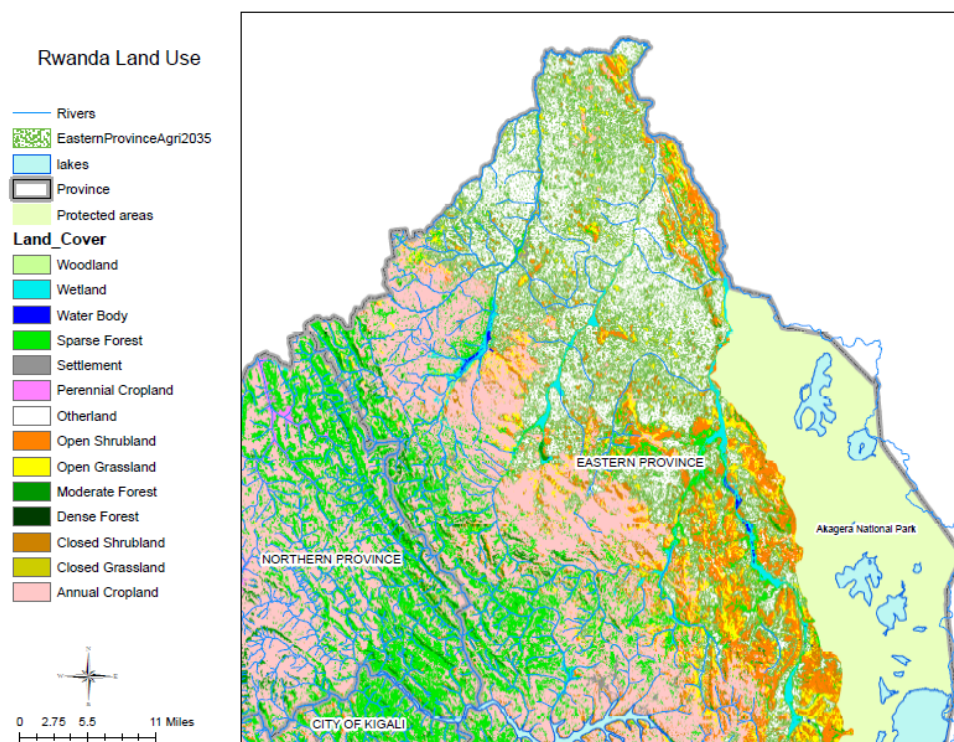 Rwanda Land Use
Rivers
EasternProvinceAgri2035
lakes
Province
Protected areas
Land_Cover
Woodland
Wetland
Water Body
Sparse Forest
Settlement
Perennial Cropland
Otherland
Open Shrubland
Open Grassland
Moderate Forest
Dense Forest
Closed Shrubland
Closed Grassland
Annual Cropland
N
W E
S
0 2.75 5.5 11 Miles
EASTERN PROVINCE
Akagera National Park
NORTHERN PROVINCE
CITY OF KIGALI